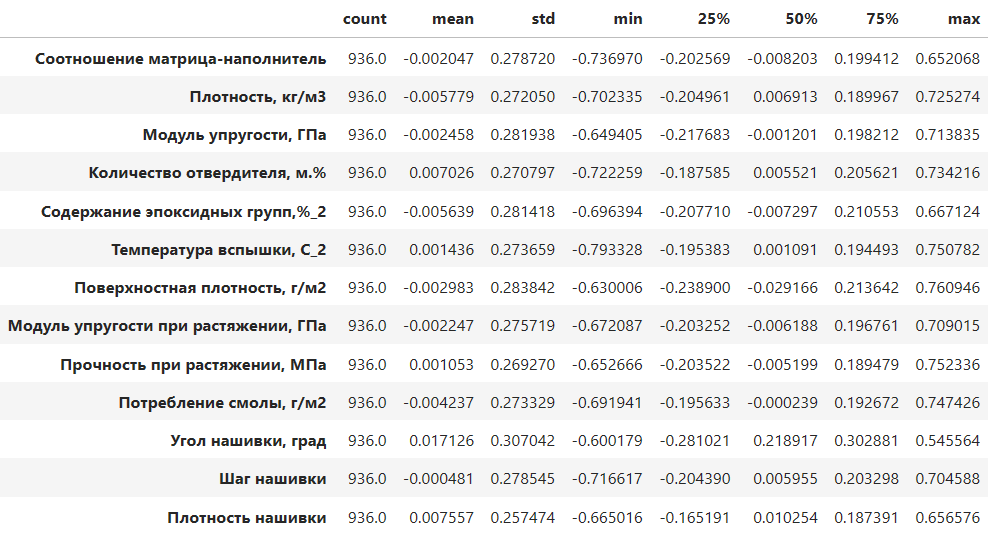 count mean std min 25% 50% 75% max
Соотношение матрица-наполнитель 936.0 -0.002047 0.278720 -0.736970 -0.202569 -0.008203 0.199412 0.652068
Плотность, кг/м3 936.0 -0.005779 0.272050 -0.702335 -0.204961 0.006913 0.189967 0.725274
Модуль упругости, ГПа 936.0 -0.002458 0.281938 -0.649405 -0.217683 -0.001201 0.198212 0.713835
Количество отвердителя, м.% 936.0 0.007026 0.270797 -0.722259 -0.187585 0.005521 0.205621 0.734216
Содержание эпоксидных групп,%_2 936.0 -0.005639 0.281418 -0.696394 -0.207710 -0.007297 0.210553 0.667124
Температура вспышки, С_2 936.0 0.001436 0.273659 -0.793328 -0.195383 0.001091 0.194493 0.750782
Поверхностная плотность, г/м2 936.0 -0.002983 0.283842 -0.630006 -0.238900 -0.029166 0.213642 0.760946
Модуль упругости при растяжении, ГПа 936.0 -0.002247 0.275719 -0.672087 -0.203252 -0.006188 0.196761 0.709015
Прочность при растяжении, МПа 936.0 0.001053 0.269270 -0.652666 -0.203522 -0.005199 0.189479 0.752336
Потребление смолы, г/м2 936.0 -0.004237 0.273329 -0.691941 -0.195633 -0.000239 0.192672 0.747426
Угол нашивки, град 936.0 0.017126 0.307042 -0.600179 -0.281021 0.218917 0.302881 0.545564
Шаг нашивки 936.0 -0.000481 0.278545 -0.716617 -0.204390 0.005955 0.203298 0.704588
Плотность нашивки 936.0 0.007557 0.257474 -0.665016 -0.165191 0.010254 0.187391 0.656576